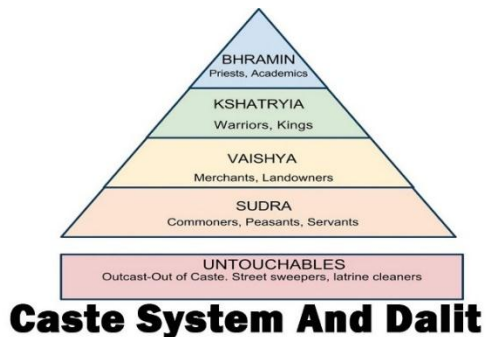 BHRAMIN
Priests, Academics
KSHATRYIA
Warriors, Kings
VAISHYA
Merchants, Landowners
SUDRA
Commoners, Peasants, Servants
UNTOUCHABLES
Outcast-Out of Caste. Street sweepers, latrine cleaners
Caste System And Dalit